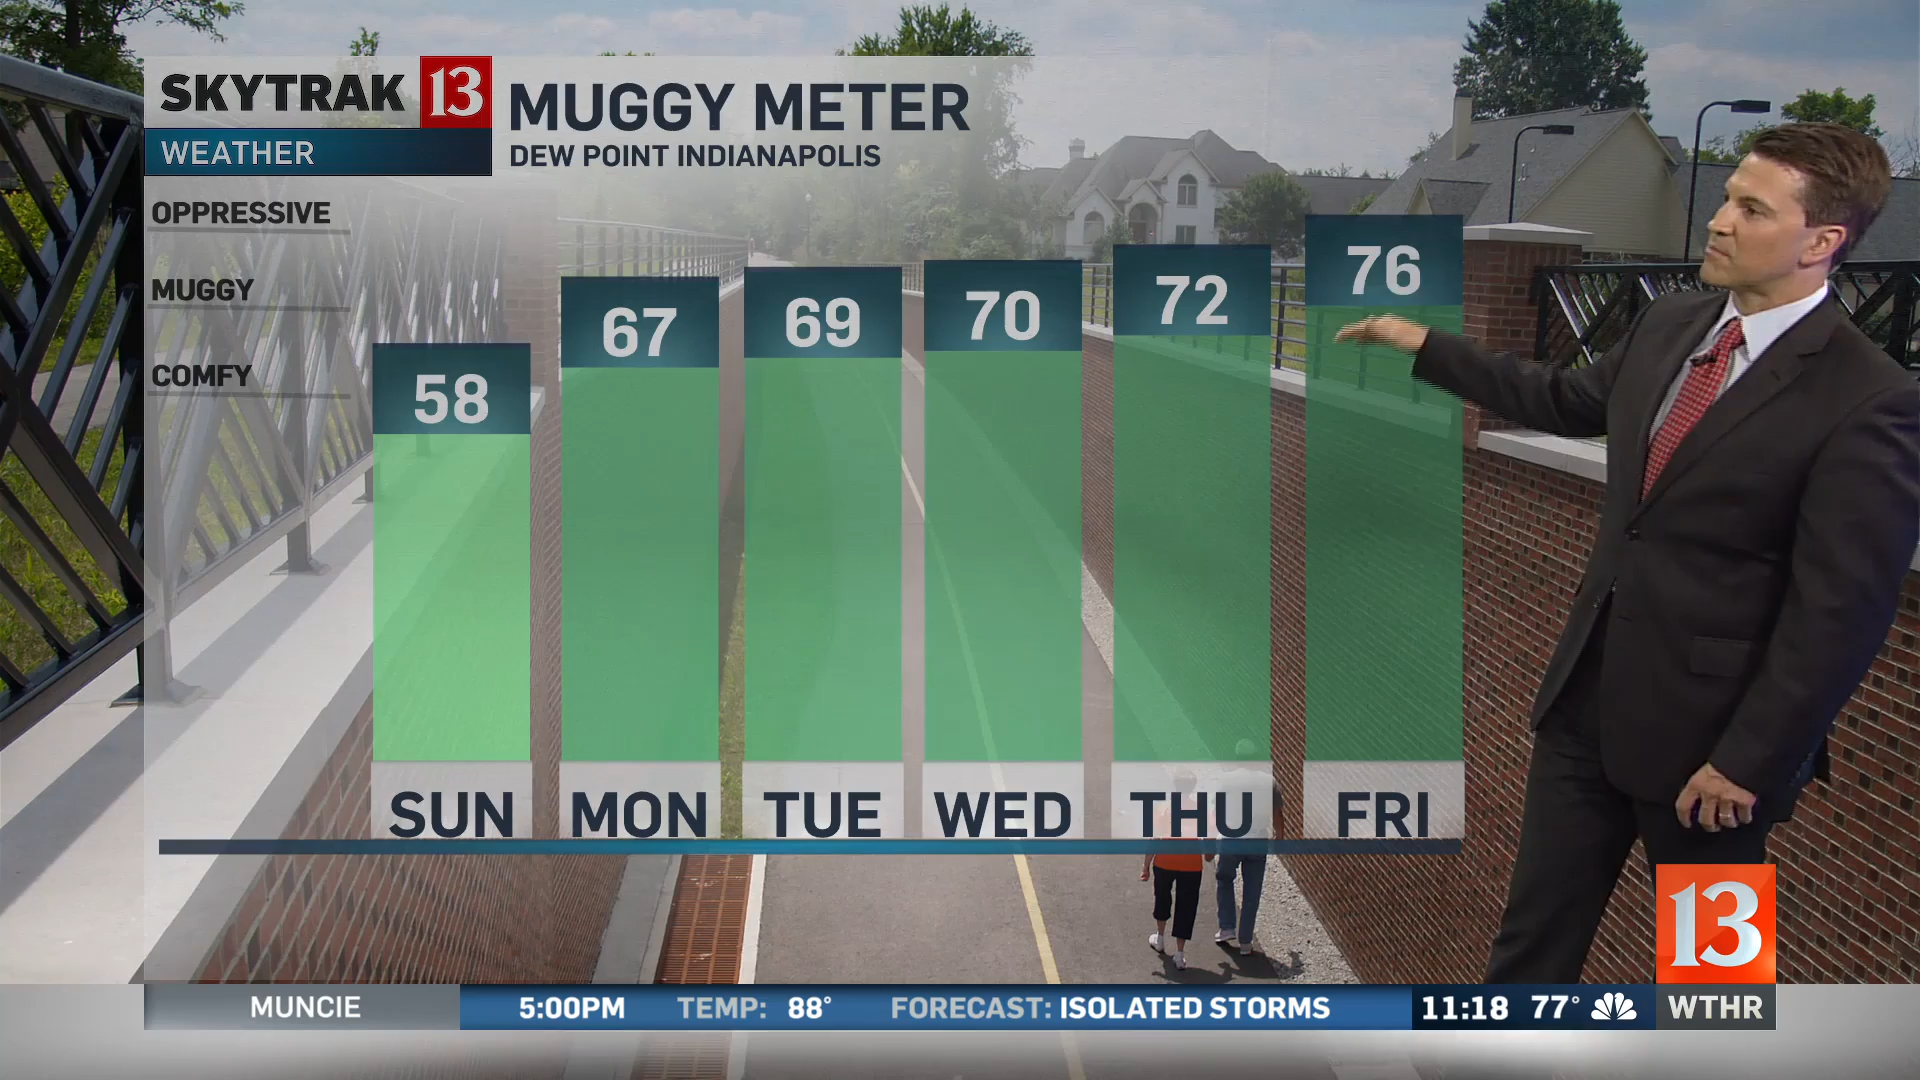 SKYTRAK 13
WEATHER
MUGGY METER
DEW POINT INDIANAPOLIS
OPPRESSIVE
MUGGY
COMFY
58
67
69
70
72
76
SUN
MON
TUE
WED
THU
FRI
13
MUNCIE
5:00PM TEMP: 88° FORECAST: ISOLATED STORMS
11:18 77°
WTHR